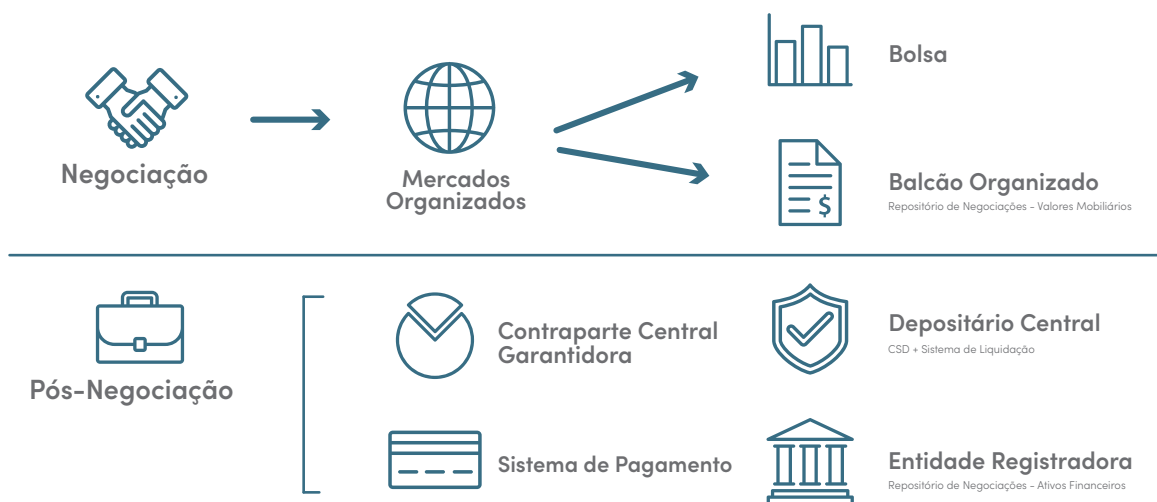 Negociação
Mercados
Organizados
Bolsa
Balcão Organizado
Repositório de Negociações - Valores Mobiliários
$
Pós-Negociação
Contraparte Central
Garantidora
Depositário Central
CSD + Sistema de Liquidação
Sistema de Pagamento
Entidade Registradora
Repositório de Negociações - Ativos Financeiros